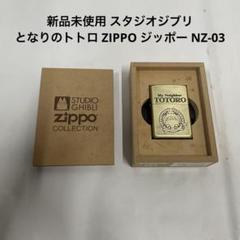 新品未使用 スタジオジブリ
となりのトトロ ZIPPO ジッポー NZ-03
STUDIO
GHIBLI
zippo
COLLECTION
My Neighbor
TOTORO